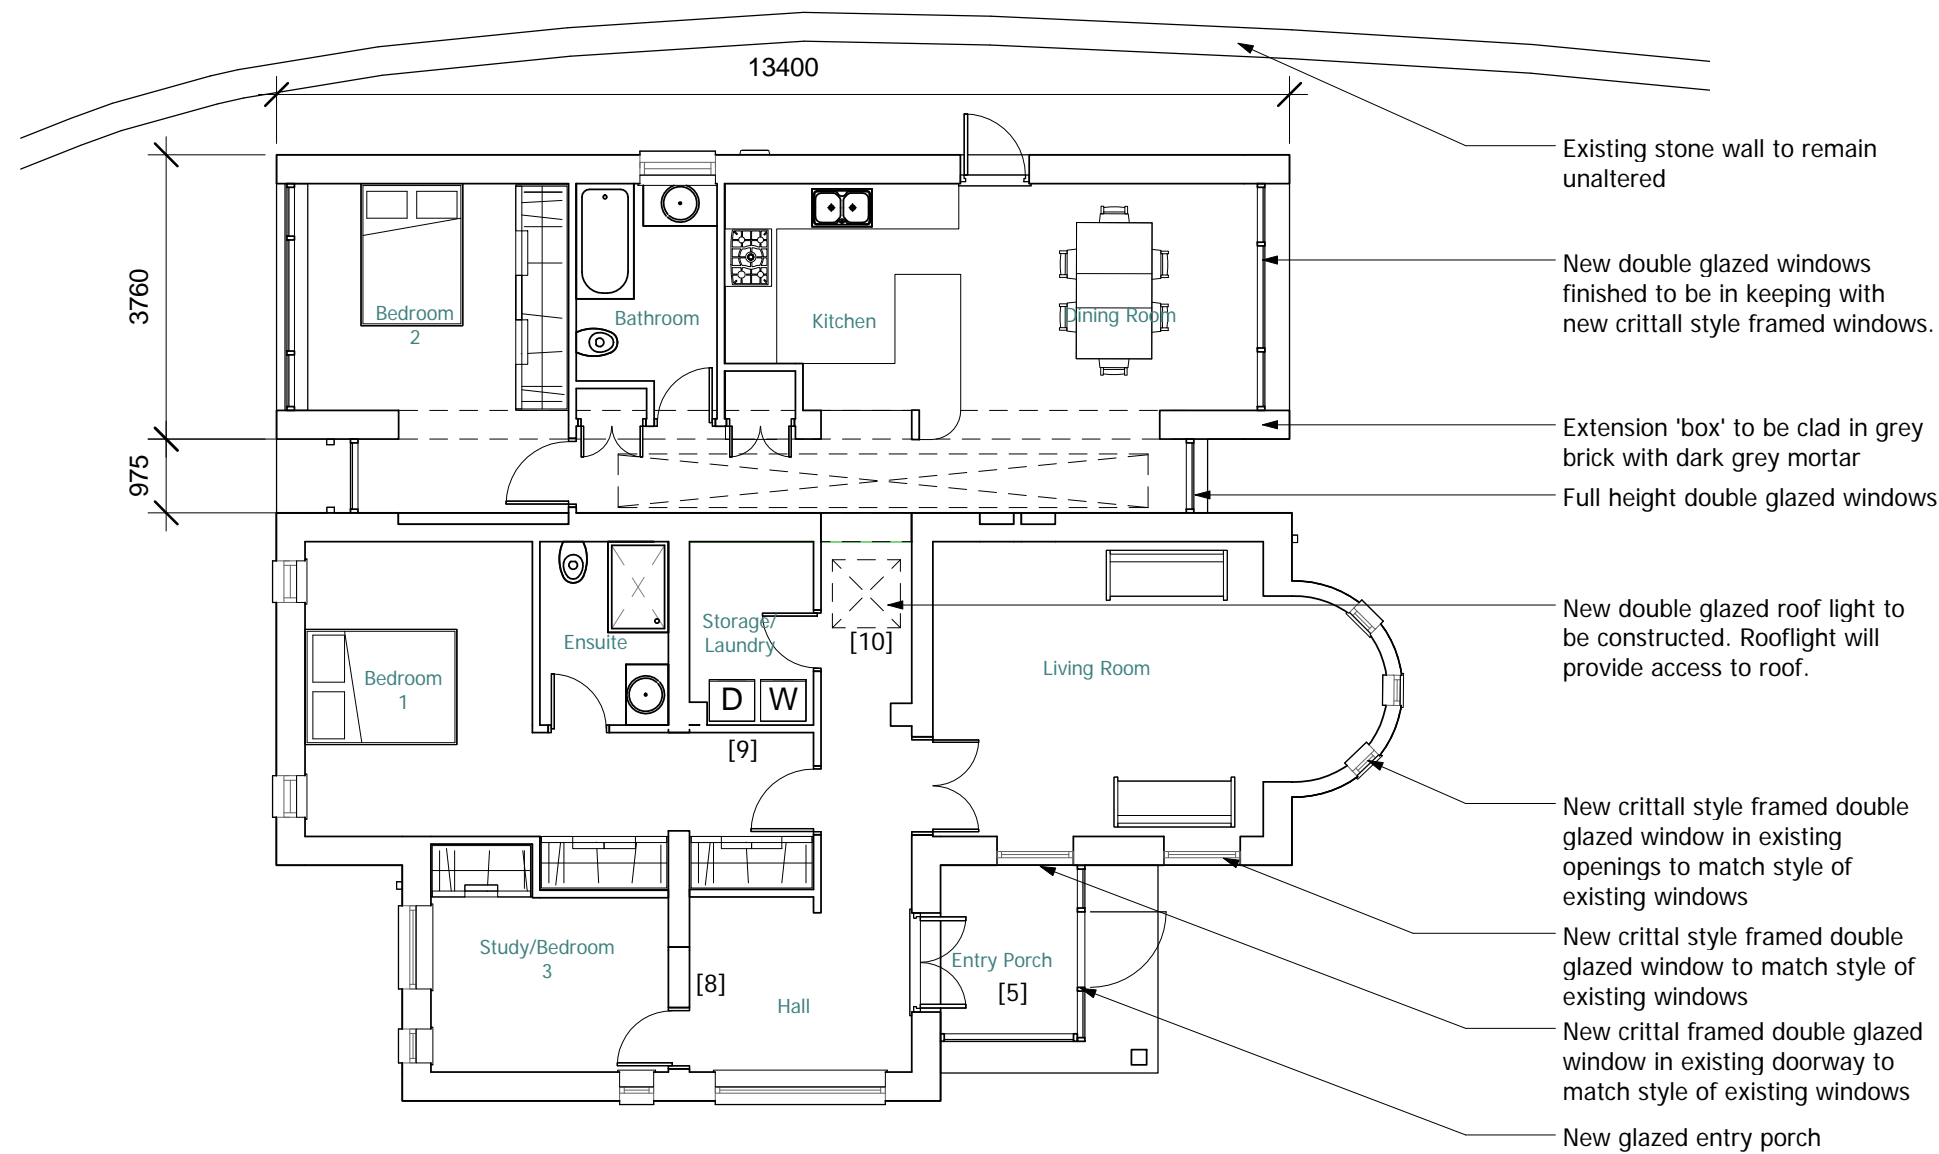 13400
Existing stone wall to remain
unaltered
3760
New double glazed windows
finished to be in keeping with
new crittall style framed windows.
Bedroom
2
Bathroom
Kitchen
Dining Room
975
Extension 'box' to be clad in grey
brick with dark grey mortar
Full height double glazed windows
Bedroom
1
Ensuite
Storage/
Laundry
D
W
[10]
Living Room
New double glazed roof light to
be constructed. Rooflight will
provide access to roof.
[9]
New crittall style framed double
glazed window in existing
openings to match style of
existing windows
Study/Bedroom
3
[8]
Hall
Entry Porch
[5]
New crittal style framed double
glazed window to match style of
existing windows
New crittal framed double glazed
window in existing doorway to
match style of existing windows
New glazed entry porch